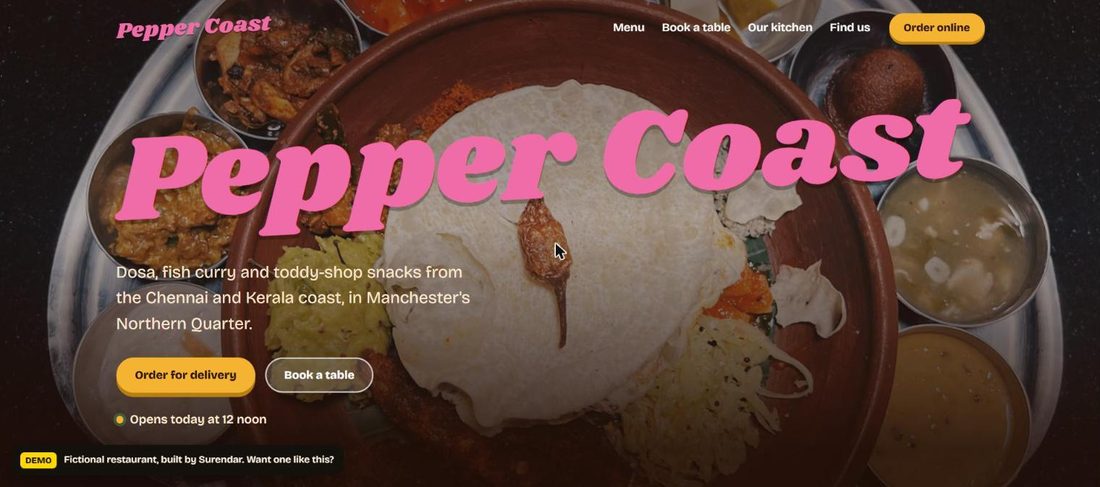 Pepper Coast
Menu
Book a table
Our kitchen
Find us
Order online
Pepper Coast
Dosa, fish curry and toddy-shop snacks from
the Chennai and Kerala coast, in Manchester's
Northern Quarter.
Order for delivery
Book a table
Opens today at 12 noon
DEMO Fictional restaurant, built by Surendar. Want one like this?